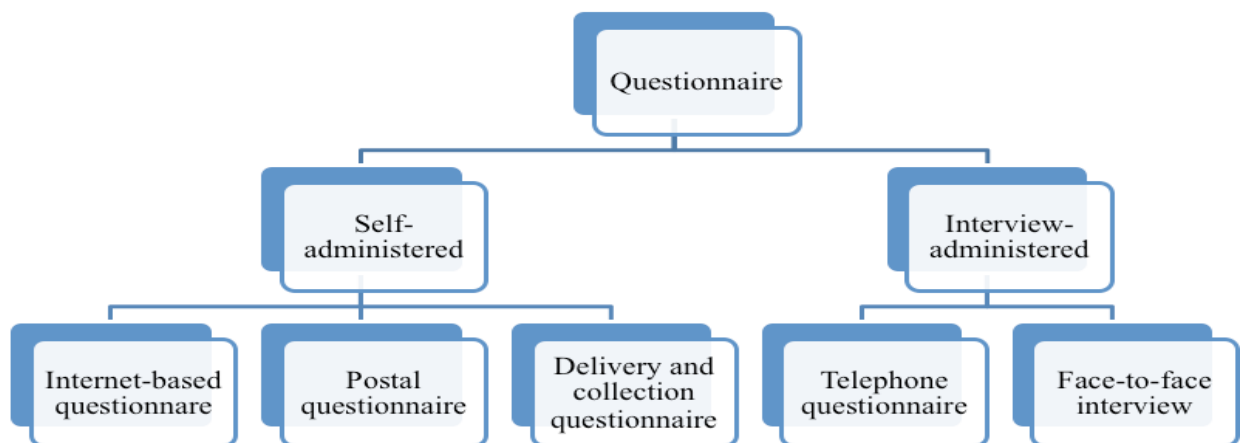 Questionnaire
Self-
administered
Interview-
administered
Internet-based
questionnare
Postal
questionnaire
Delivery and
collection
questionnaire
Telephone
questionnaire
Face-to-face
interview